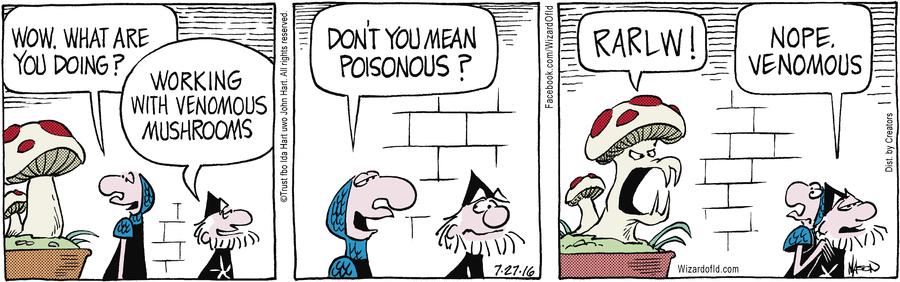 WOW. WHAT ARE
YOU DOING?
WORKING
WITH VENOMOUS
MUSHROOMS
©Trust fbo Ida Hart uwo John Hart. All rights reserved.
DON'T YOU MEAN
POISONOUS?
7-27-16
Facebook.com/WizardOfId
RARLW!
NOPE,
VENOMOUS
Wizardofid.com
Dist. by Creators